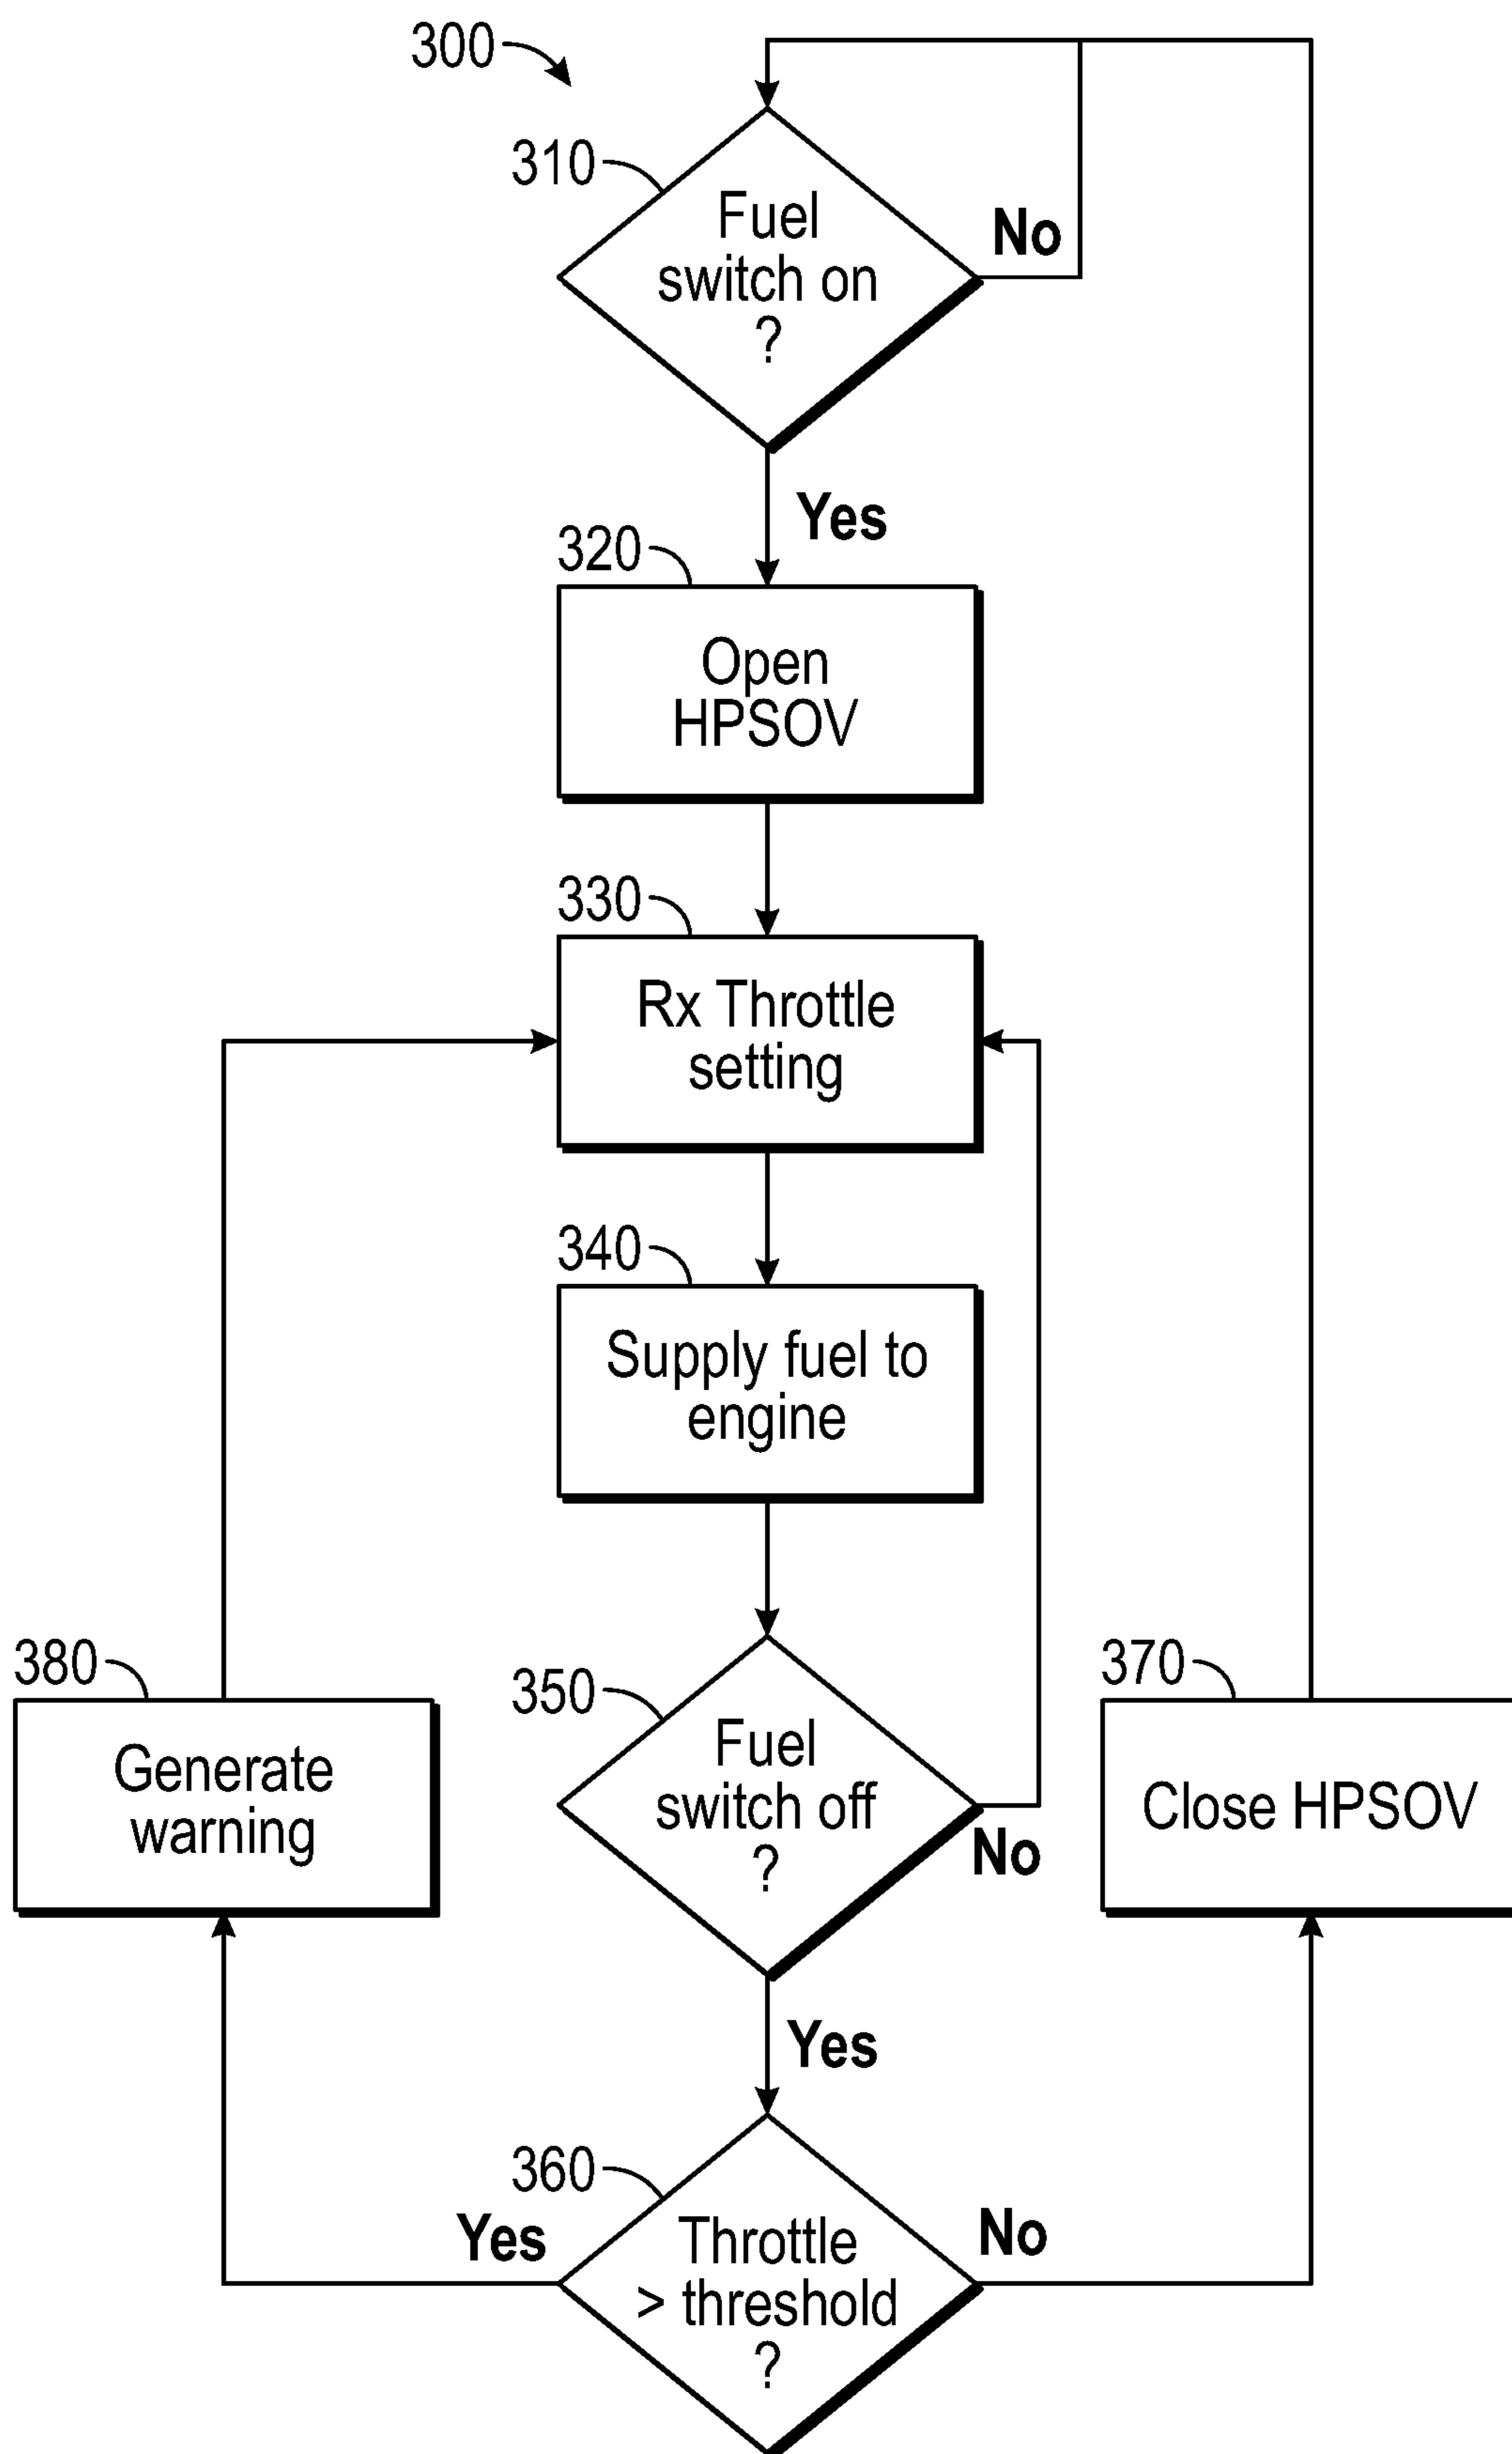 300
310
Fuel
switch on
?
No
Yes
320
Open
HPSOV
330
Rx Throttle
setting
340
Supply fuel to
engine
380
Generate
warning
350
Fuel
switch off
?
No
370
Close HPSOV
Yes
360
Throttle
> threshold
?
Yes
No